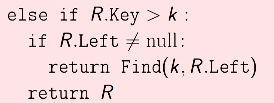 else if R.Key > k :
if R.Left ≠ null:
return Find(k, R.Left)
return R